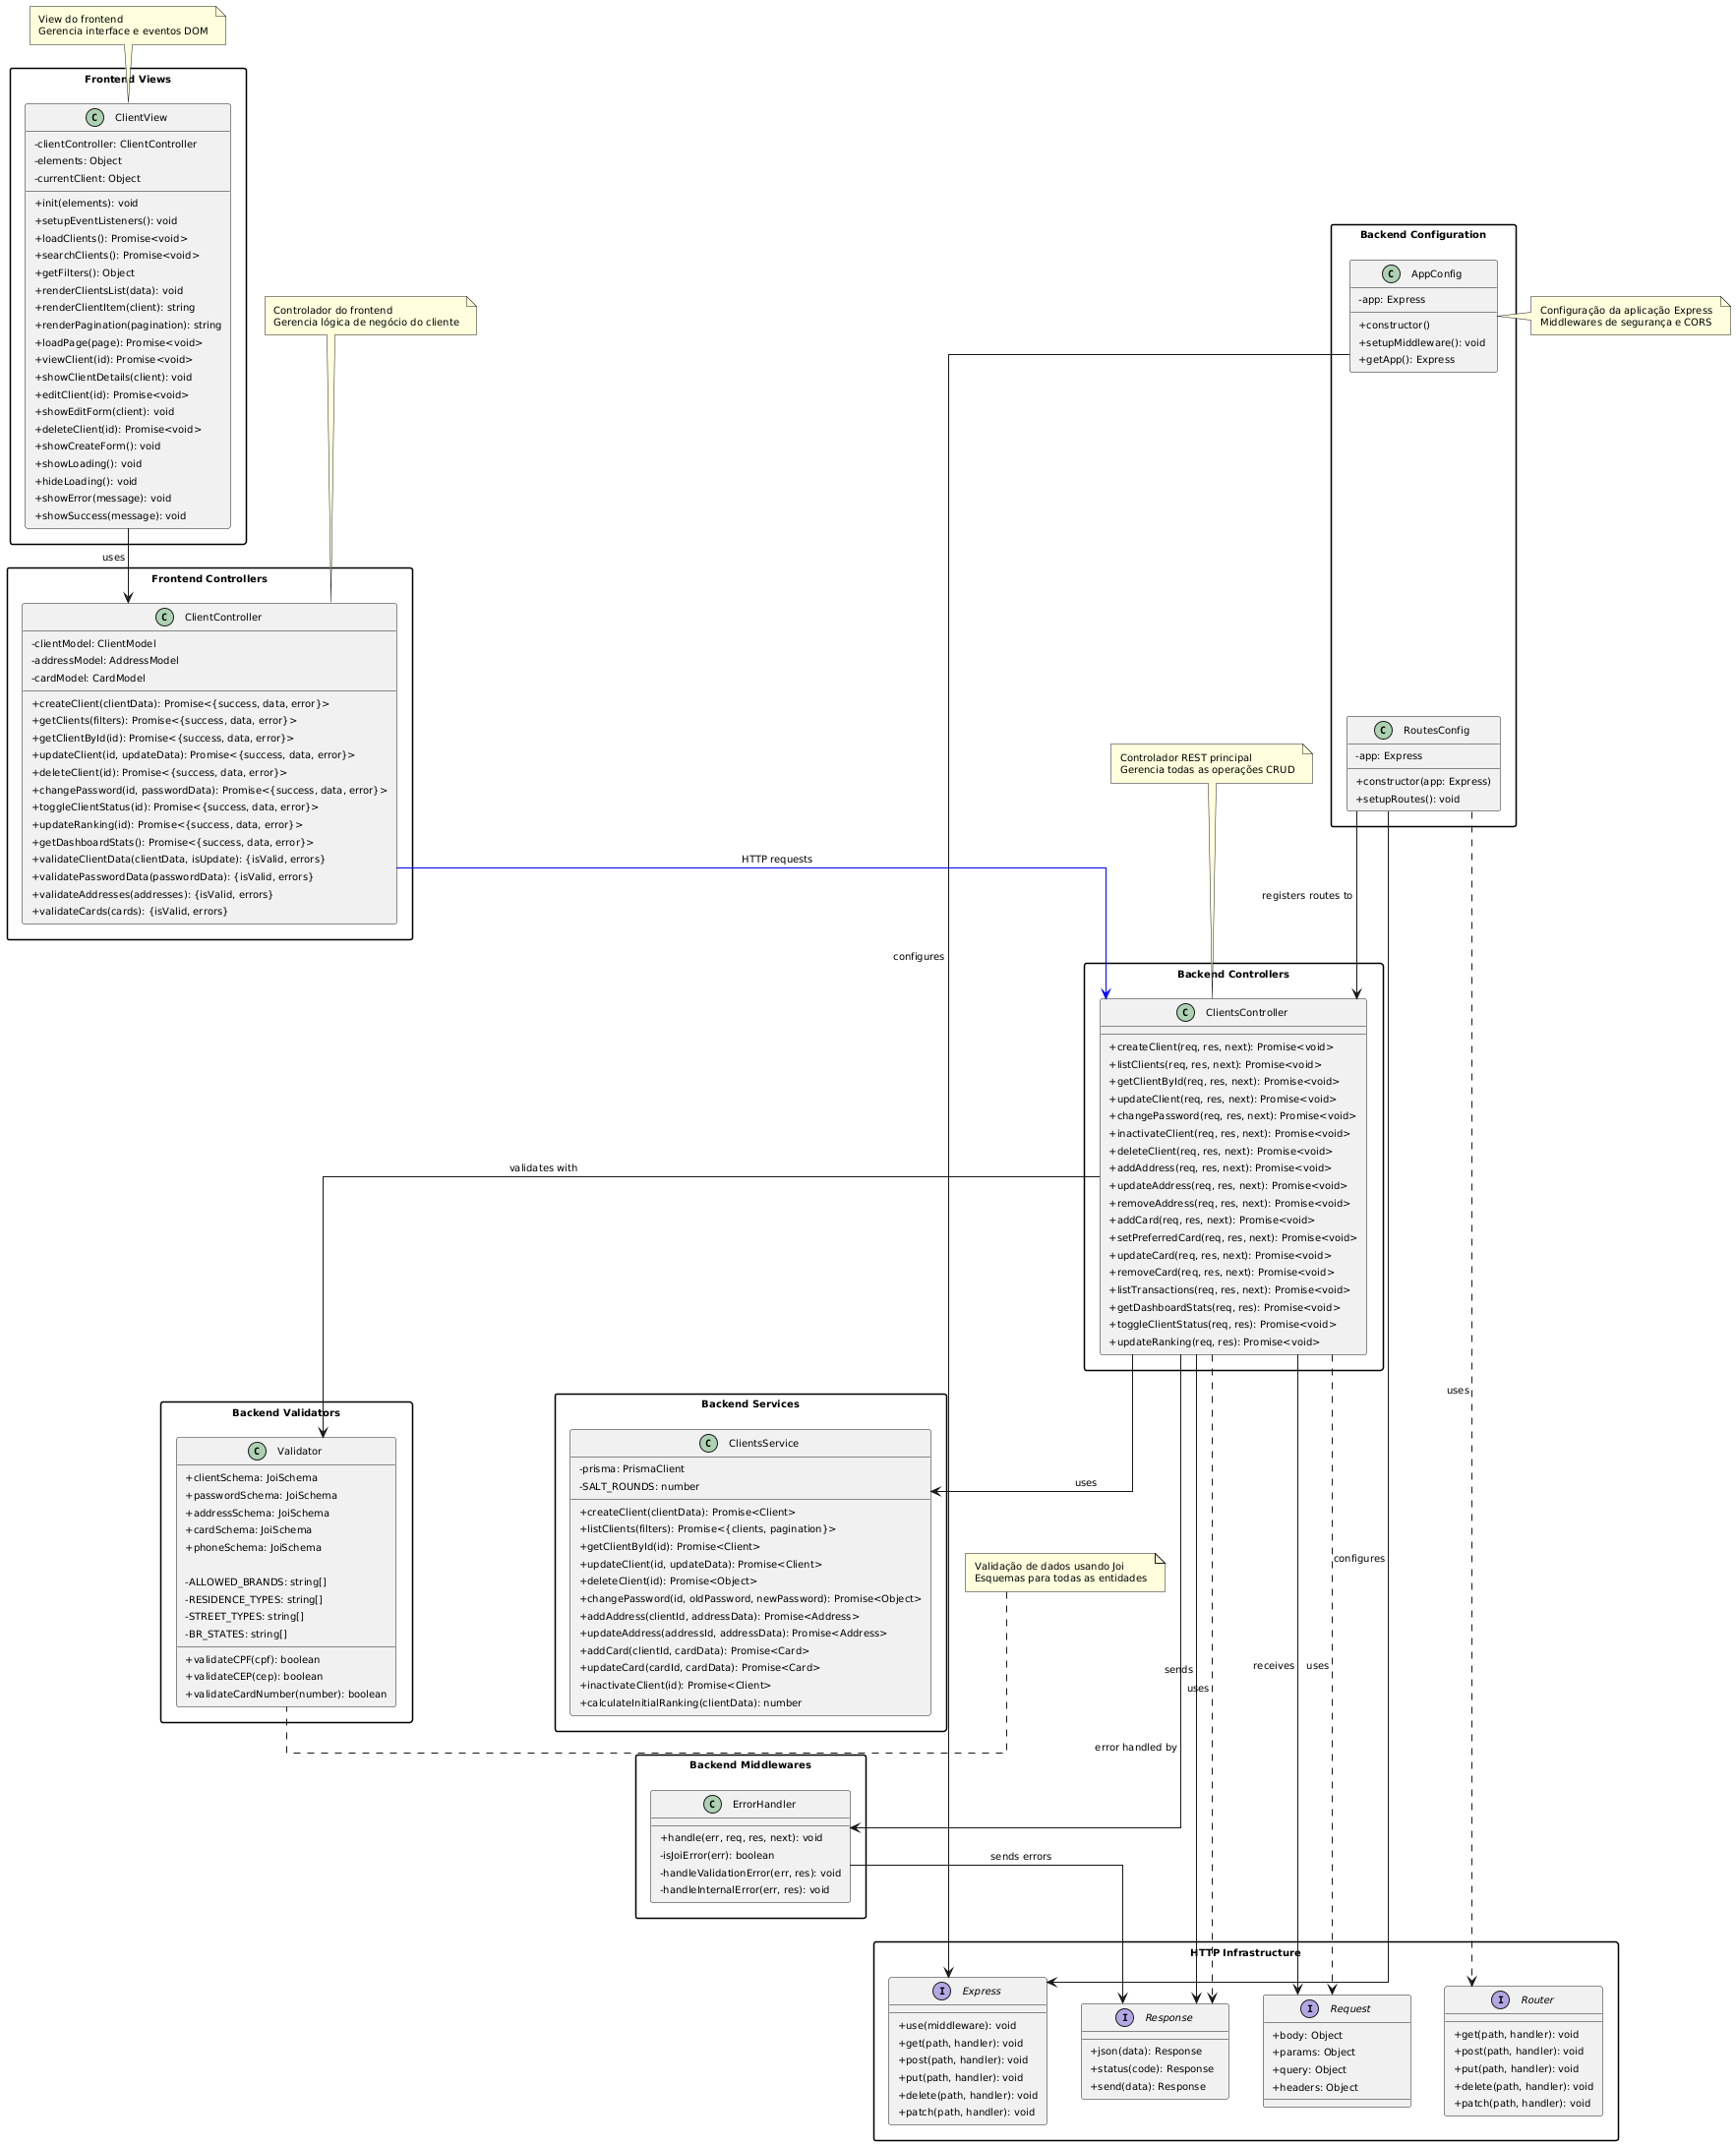 View do frontend
Gerencia interface e eventos DOM
Frontend Views
C ClientView
-clientController: ClientController
-elements: Object
-currentClient: Object
+init(elements): void
+setupEventListeners(): void
+loadClients(): Promise<void>
+searchClients(): Promise<void>
+getFilters(): Object
+renderClientsList(data): void
+renderClientItem(client): string
+renderPagination(pagination): string
+loadPage(page): Promise<void>
+viewClient(id): Promise<void>
+showClientDetails(client): void
+editClient(id): Promise<void>
+showEditForm(client): void
+deleteClient(id): Promise<void>
+showCreateForm(): void
+showLoading(): void
+hideLoading(): void
+showError(message): void
+showSuccess(message): void
Backend Configuration
C AppConfig
-app: Express
+constructor()
+setupMiddleware(): void
+getApp(): Express
Configuração da aplicação Express
Middlewares de segurança e CORS
Controlador do frontend
Gerencia lógica de negócio do cliente
uses
Frontend Controllers
C ClientController
-clientModel: ClientModel
-addressModel: AddressModel
-cardModel: CardModel
+createClient(clientData): Promise<{success, data, error}>
+getClients(filters): Promise<{success, data, error}>
+getClientById(id): Promise<{success, data, error}>
+updateClient(id, updateData): Promise<{success, data, error}>
+deleteClient(id): Promise<{success, data, error}>
+changePassword(id, passwordData): Promise<{success, data, error}>
+toggleClientStatus(id): Promise<{success, data, error}>
+updateRanking(id): Promise<{success, data, error}>
+getDashboardStats(): Promise<{success, data, error}>
+validateClientData(clientData, isUpdate): {isValid, errors}
+validatePasswordData(passwordData): {isValid, errors}
+validateAddresses(addresses): {isValid, errors}
+validateCards(cards): {isValid, errors}
C RoutesConfig
-app: Express
+constructor(app: Express)
+setupRoutes(): void
Controlador REST principal
Gerencia todas as operações CRUD
HTTP requests
registers routes to
configures
Backend Controllers
C ClientsController
+createClient(req, res, next): Promise<void>
+listClients(req, res, next): Promise<void>
+getClientById(req, res, next): Promise<void>
+updateClient(req, res, next): Promise<void>
+changePassword(req, res, next): Promise<void>
+inactivateClient(req, res, next): Promise<void>
+deleteClient(req, res, next): Promise<void>
+addAddress(req, res, next): Promise<void>
+updateAddress(req, res, next): Promise<void>
+removeAddress(req, res, next): Promise<void>
+addCard(req, res, next): Promise<void>
+setPreferredCard(req, res, next): Promise<void>
+updateCard(req, res, next): Promise<void>
+removeCard(req, res, next): Promise<void>
+listTransactions(req, res, next): Promise<void>
+getDashboardStats(req, res): Promise<void>
+toggleClientStatus(req, res): Promise<void>
+updateRanking(req, res): Promise<void>
validates with
uses
Backend Validators
C Validator
+clientSchema: JoiSchema
+passwordSchema: JoiSchema
+addressSchema: JoiSchema
+cardSchema: JoiSchema
+phoneSchema: JoiSchema
-ALLOWED_BRANDS: string[]
-RESIDENCE_TYPES: string[]
-STREET_TYPES: string[]
-BR_STATES: string[]
+validateCPF(cpf): boolean
+validateCEP(cep): boolean
+validateCardNumber(number): boolean
Backend Services
C ClientsService
-prisma: PrismaClient
-SALT_ROUNDS: number
+createClient(clientData): Promise<Client>
+listClients(filters): Promise<{clients, pagination}>
+getClientById(id): Promise<Client>
+updateClient(id, updateData): Promise<Client>
+deleteClient(id): Promise<Object>
+changePassword(id, oldPassword, newPassword): Promise<Object>
+addAddress(clientId, addressData): Promise<Address>
+updateAddress(addressId, addressData): Promise<Address>
+addCard(clientId, cardData): Promise<Card>
+updateCard(cardId, cardData): Promise<Card>
+inactivateClient(id): Promise<Client>
+calculateInitialRanking(clientData): number
uses
Validação de dados usando Joi
Esquemas para todas as entidades
configures
sends
receives
uses
uses
error handled by
Backend Middlewares
C ErrorHandler
+handle(err, req, res, next): void
-isJoiError(err): boolean
-handleValidationError(err, res): void
-handleInternalError(err, res): void
sends errors
HTTP Infrastructure
I Express
+use(middleware): void
+get(path, handler): void
+post(path, handler): void
+put(path, handler): void
+delete(path, handler): void
+patch(path, handler): void
I Response
+json(data): Response
+status(code): Response
+send(data): Response
I Request
+body: Object
+params: Object
+query: Object
+headers: Object
I Router
+get(path, handler): void
+post(path, handler): void
+put(path, handler): void
+delete(path, handler): void
+patch(path, handler): void